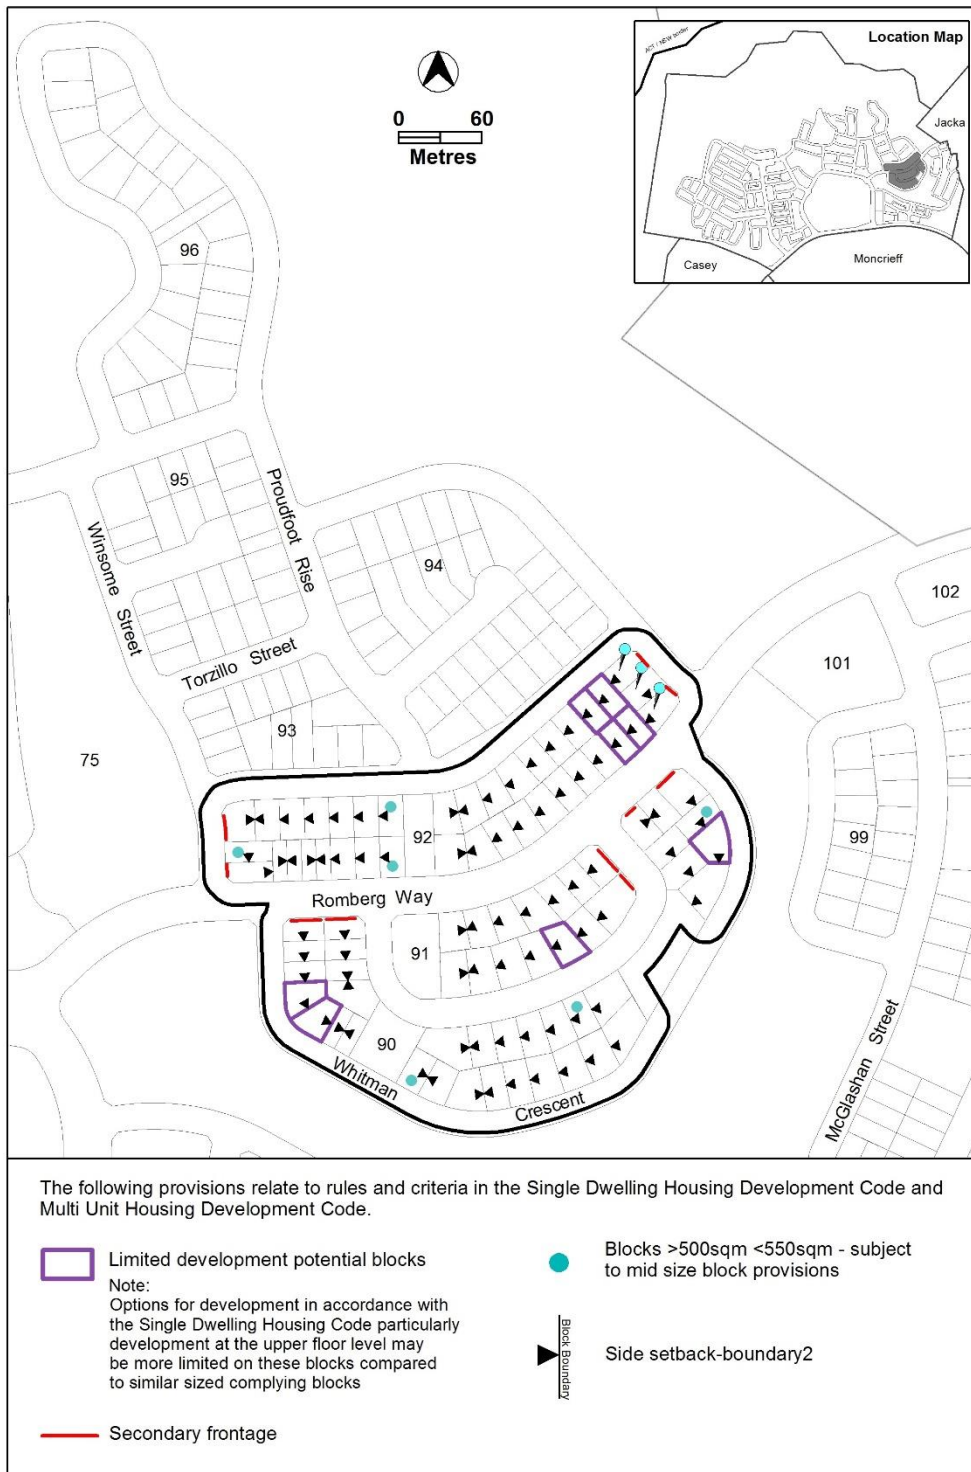 Location Map
ACT / NSW border
Jacka
Casey
Moncrieff
0 60
Metres
96
95
Proudfoot Rise
Winsome Street
94
Torzillo Street
93
75
102
101
99
92
Romberg Way
91
90
Whitman
Crescent
McGlashan Street
The following provisions relate to rules and criteria in the Single Dwelling Housing Development Code and
Multi Unit Housing Development Code.
Limited development potential blocks
Note:
Options for development in accordance with
the Single Dwelling Housing Code particularly
development at the upper floor level may
be more limited on these blocks compared
to similar sized complying blocks
Secondary frontage
Blocks >500sqm <550sqm - subject
to mid size block provisions
Block Boundary
Side setback-boundary2